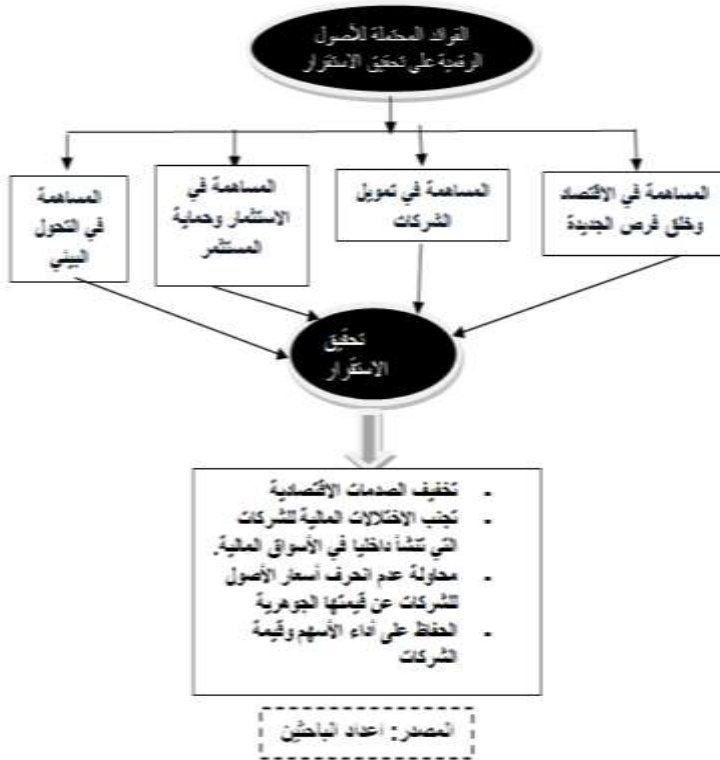 الفوائد المحتملة للأصول
الرقمية على تحقيق الاستقرار
المساهمة في الاقتصاد
وخلق فرص الجديدة
المساهمة في تمويل
الشركات
المساهمة في
الاستثمار وحماية
المستثمر
المساهمة
في التحول
البيئي
تحقيق
الاستقرار
- تخفيف الصدمات الاقتصادية
- تجنب الاختلالات المالية للشركات
التي تنشأ داخليا في الأسواق المالية.
- محاولة عدم انحرف أسعار الأصول
للشركات عن قيمتها الجوهرية
- الحفاظ على أداء الأسهم وقيمة
الشركات
المصدر: اعداد الباحثين